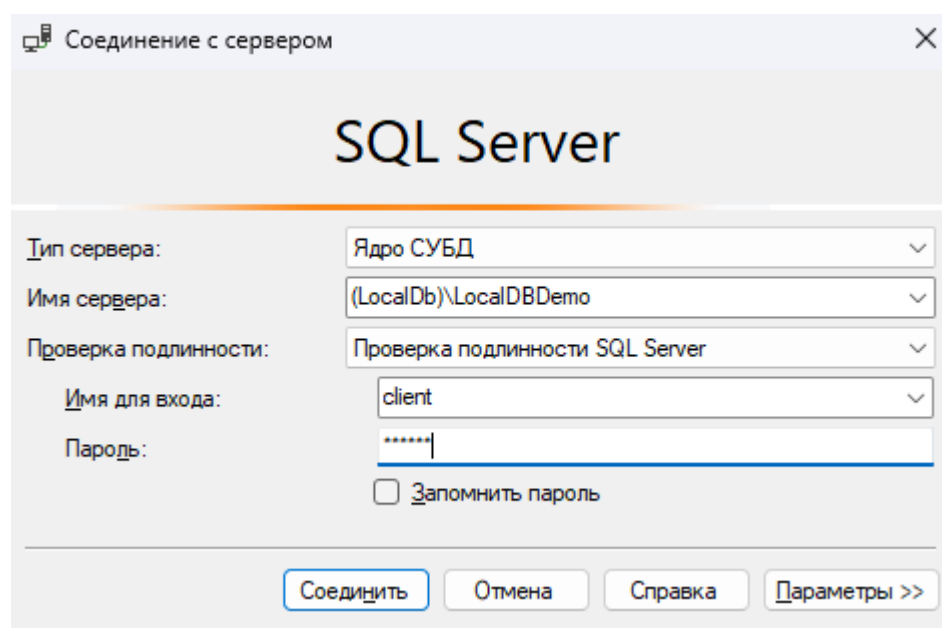 Соединение с сервером
SQL Server
Тип сервера: Ядро СУБД
Имя сервера: (LocalDb)\LocalDBDemo
Проверка подлинности: Проверка подлинности SQL Server
Имя для входа: client
Пароль: ******
Запомнить пароль
Соединить Отмена Справка Параметры >>